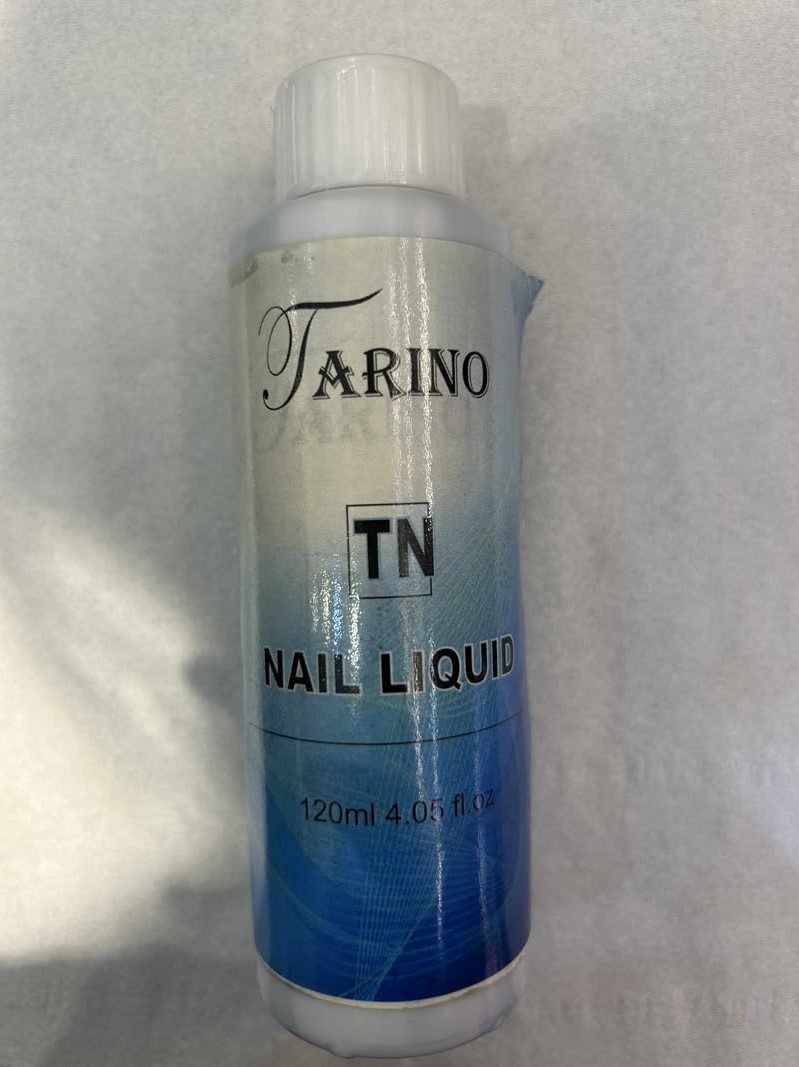 TARINO
TN
NAIL LIQUID
120ml 4.05 fl.oz